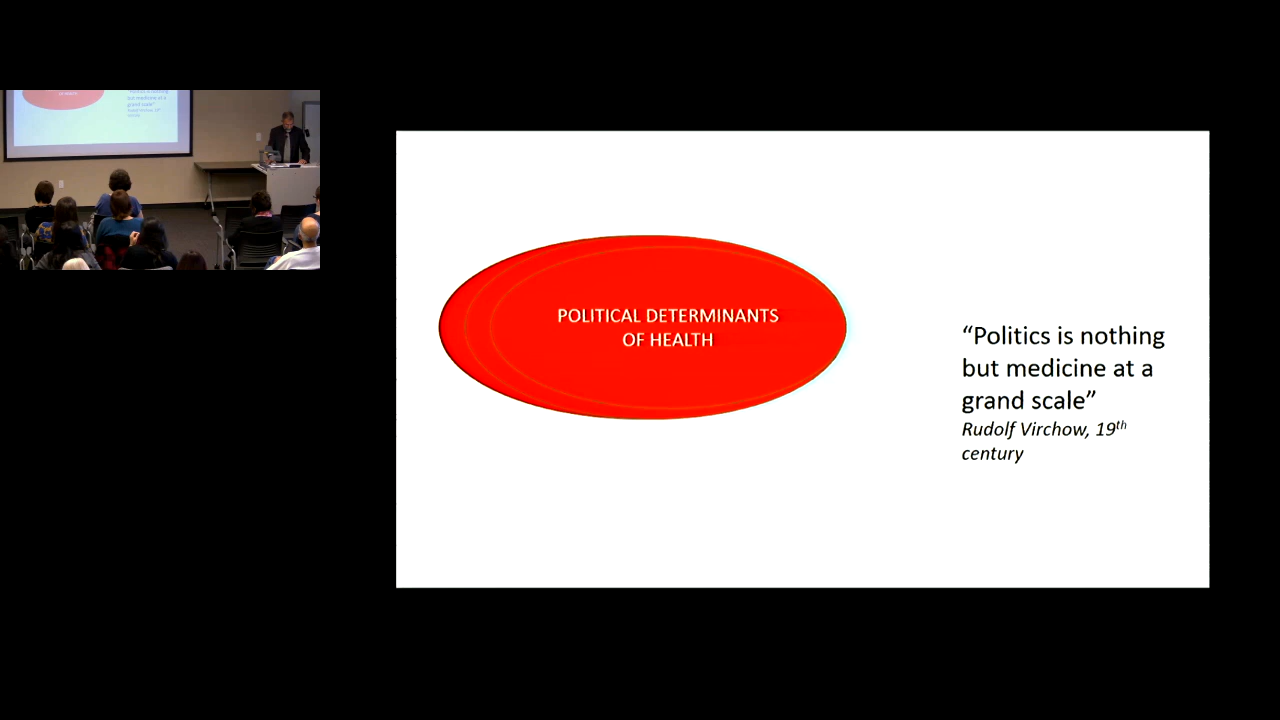 POLITICAL DETERMINANTS
OF HEALTH
“Politics is nothing
but medicine at a
grand scale”
Rudolf Virchow, 19th
century